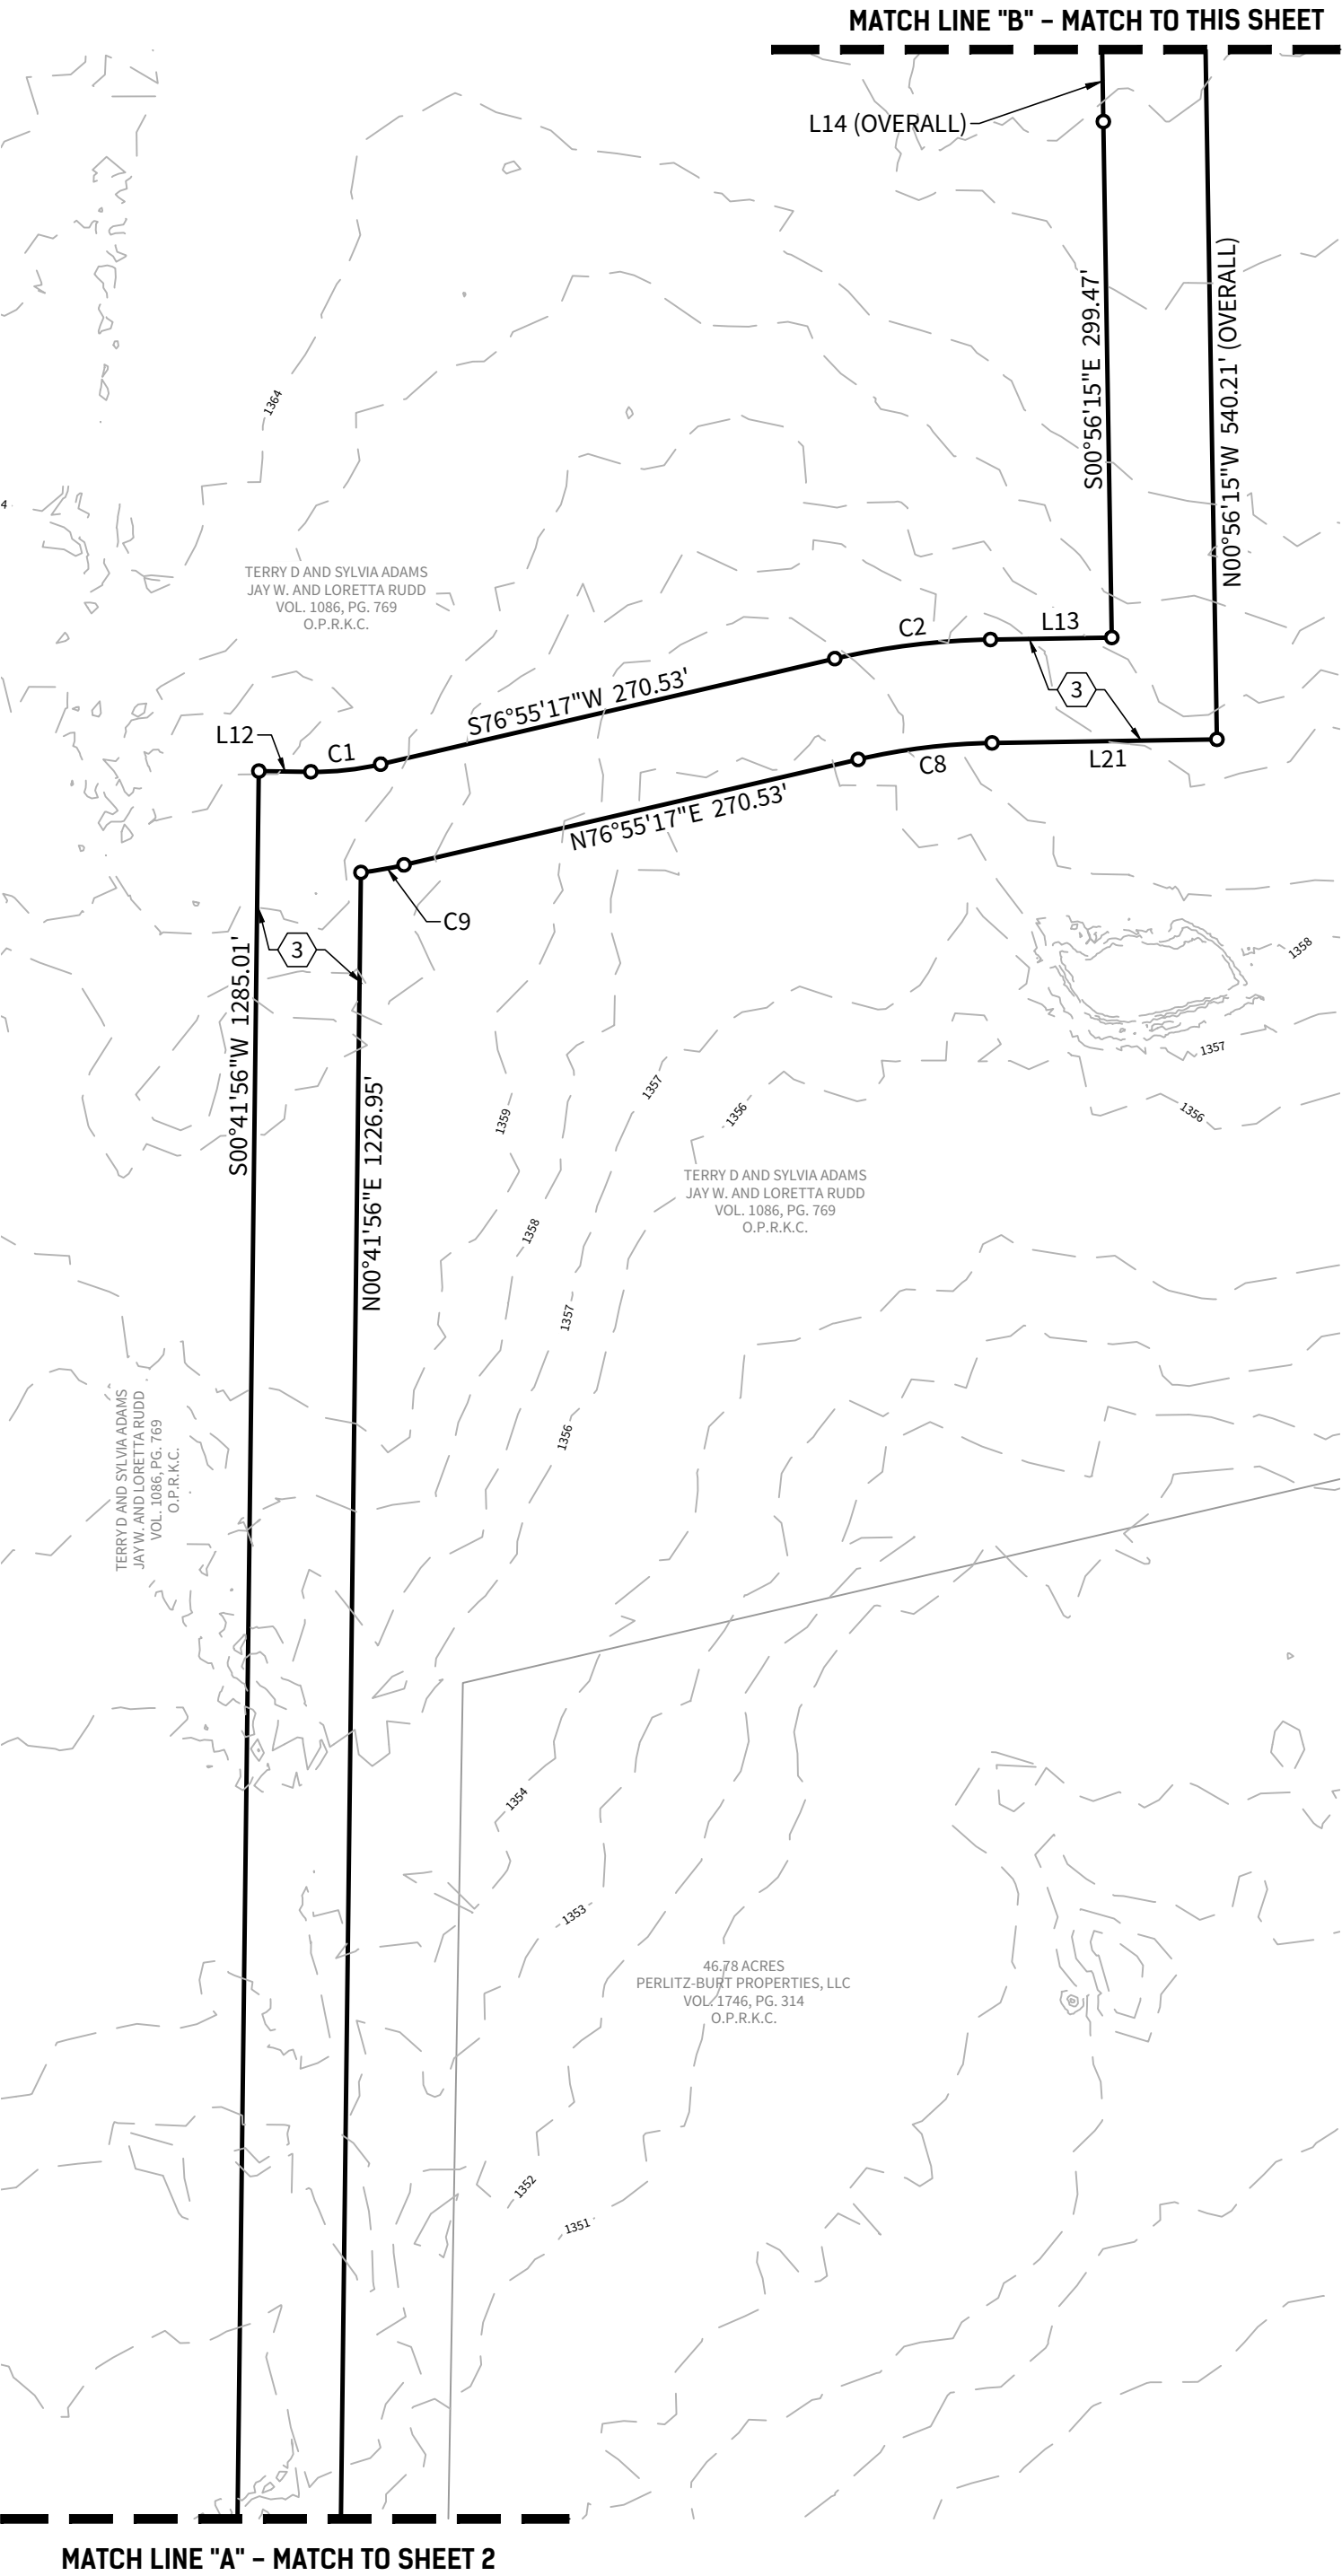 MATCH LINE "B" – MATCH TO THIS SHEET
L14 (OVERALL)
S00°56'15"E 299.47'
N00°56'15"W 540.21' (OVERALL)
1364
4
TERRY D AND SYLVIA ADAMS
JAY W. AND LORETTA RUDD
VOL. 1086, PG. 769
O.P.R.K.C.
C2
L13
3
S76°55'17"W 270.53'
L12
C1
C8
L21
N76°55'17"E 270.53'
C9
3
S00°41'56"W 1285.01'
N00°41'56"E 1226.95'
1358
1357
1356
1357
1356
1359
1358
1357
1356
TERRY D AND SYLVIA ADAMS
JAY W. AND LORETTA RUDD
VOL. 1086, PG. 769
O.P.R.K.C.
TERRY D AND SYLVIA ADAMS
JAY W. AND LORETTA RUDD
VOL. 1086, PG. 769
O.P.R.K.C.
1354
1353
46.78 ACRES
PERLITZ-BURT PROPERTIES, LLC
VOL. 1746, PG. 314
O.P.R.K.C.
1352
1351
MATCH LINE "A" – MATCH TO SHEET 2